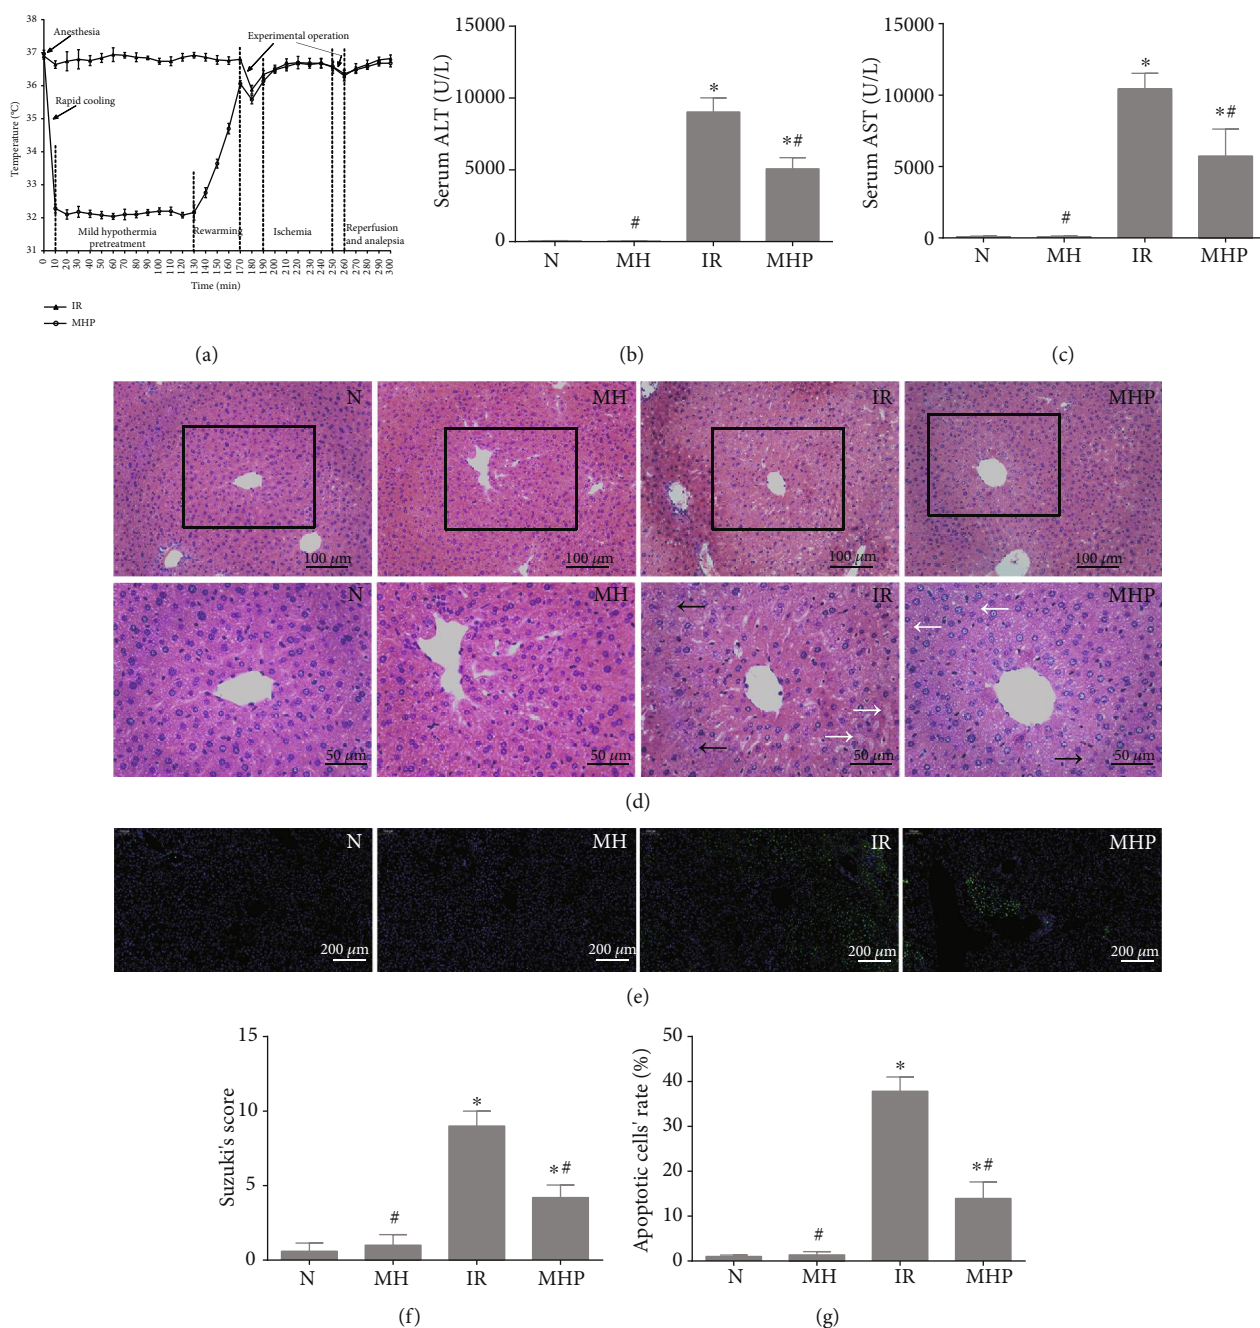 38
37
36
35
34
33
32
31
Temperature (°C)
Anesthesia
Rapid cooling
Experimental operation
Mild hypothermia
pretreatment
Rewarming
Ischemia
Reperfusion
and analepsia
0 10 20 30 40 50 60 70 80 90 100 110 120 130 140 150 160 170 180 190 200 210 220 230 240 250 260 270 280 290 300
Time (min)
IR
MHP
(a)
15000
10000
5000
0
Serum ALT (U/L)
#
*
*#
N MH IR MHP
(b)
15000
10000
5000
0
Serum AST (U/L)
#
*
*#
N MH IR MHP
(c)
N MH IR MHP
100 μm 100 μm 100 μm 100 μm
N MH IR MHP
50 μm 50 μm 50 μm 50 μm
(d)
N MH IR MHP
200 μm 200 μm 200 μm 200 μm
(e)
15
10
5
0
Suzuki's score
#
*
*#
N MH IR MHP
(f)
50
40
30
20
10
0
Apoptotic cells' rate (%)
#
*
*#
N MH IR MHP
(g)